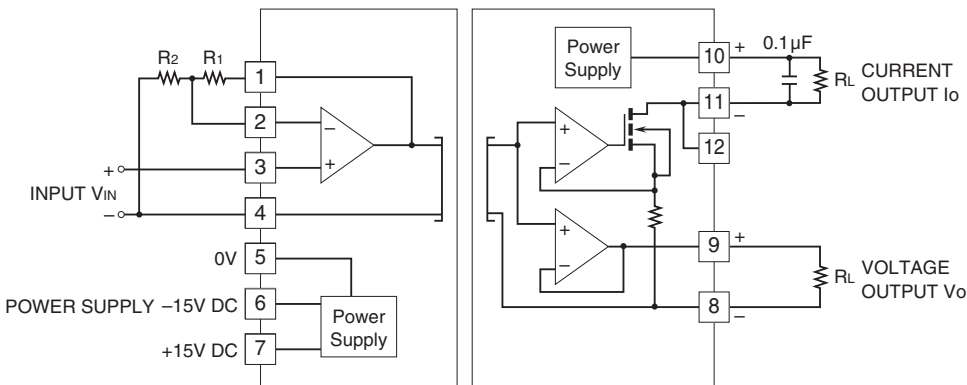 R2 R1
1
2
3
4
5
6
7
− +
+ −
INPUT VIN
0V
POWER SUPPLY −15V DC
+15V DC
Power
Supply
Power
Supply
+ −
+ −
10
11
12
9
8
+ 0.1µF
−
RL CURRENT
OUTPUT Io
+
RL VOLTAGE
OUTPUT Vo
−